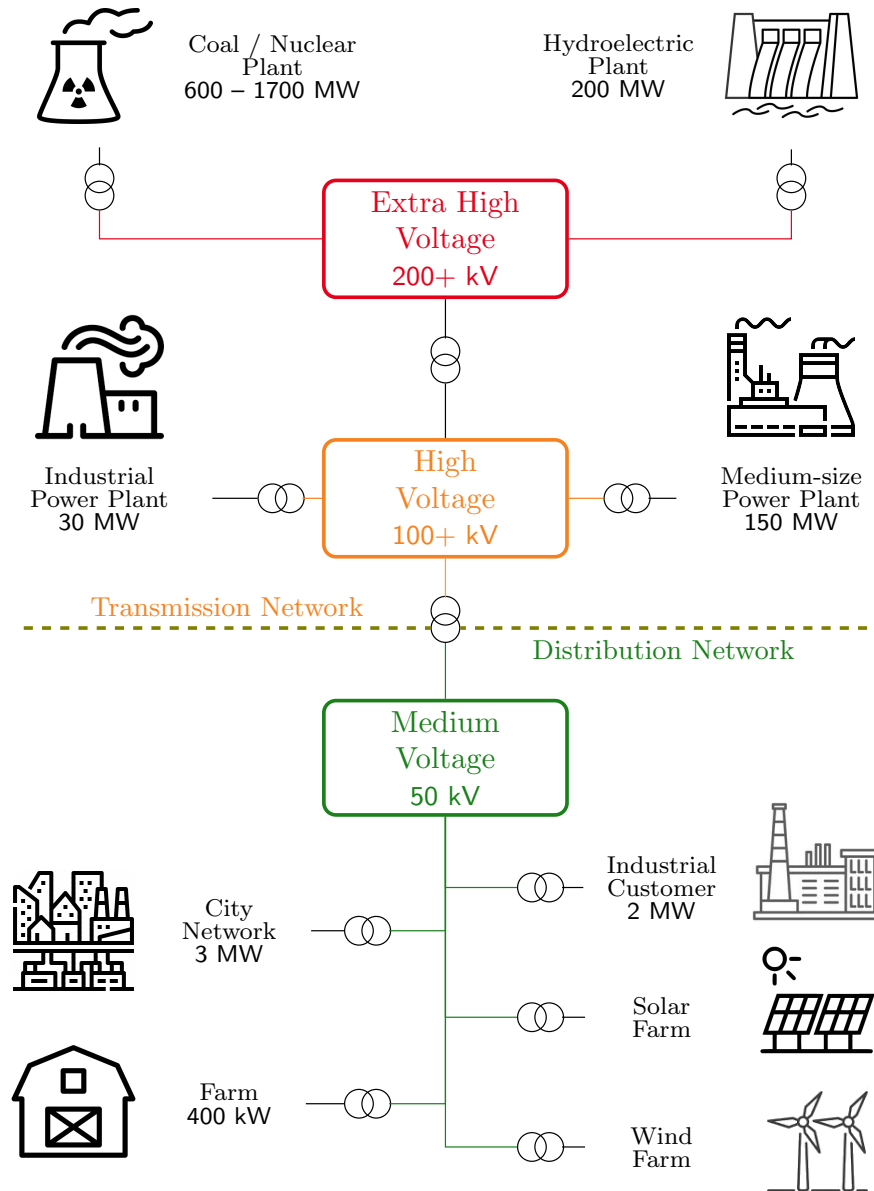 Coal / Nuclear
Plant
600 – 1700 MW
Hydroelectric
Plant
200 MW
Extra High
Voltage
200+ kV
Industrial
Power Plant
30 MW
High
Voltage
100+ kV
Medium-size
Power Plant
150 MW
Transmission Network
Distribution Network
Medium
Voltage
50 kV
Industrial
Customer
2 MW
City
Network
3 MW
Solar
Farm
Farm
400 kW
Wind
Farm